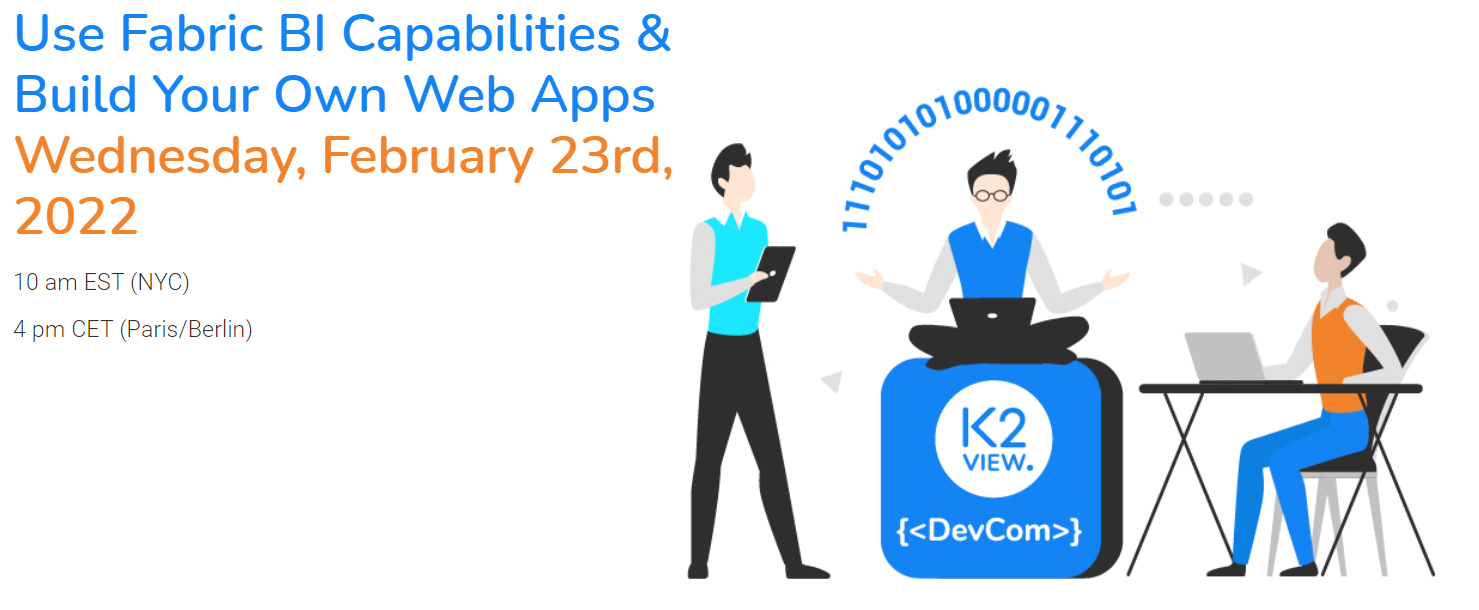 Use Fabric BI Capabilities &
Build Your Own Web Apps
Wednesday, February 23rd,
2022
10 am EST (NYC)
4 pm CET (Paris/Berlin)
111010101000001110101
K2
VIEW.
{<DevCom>}